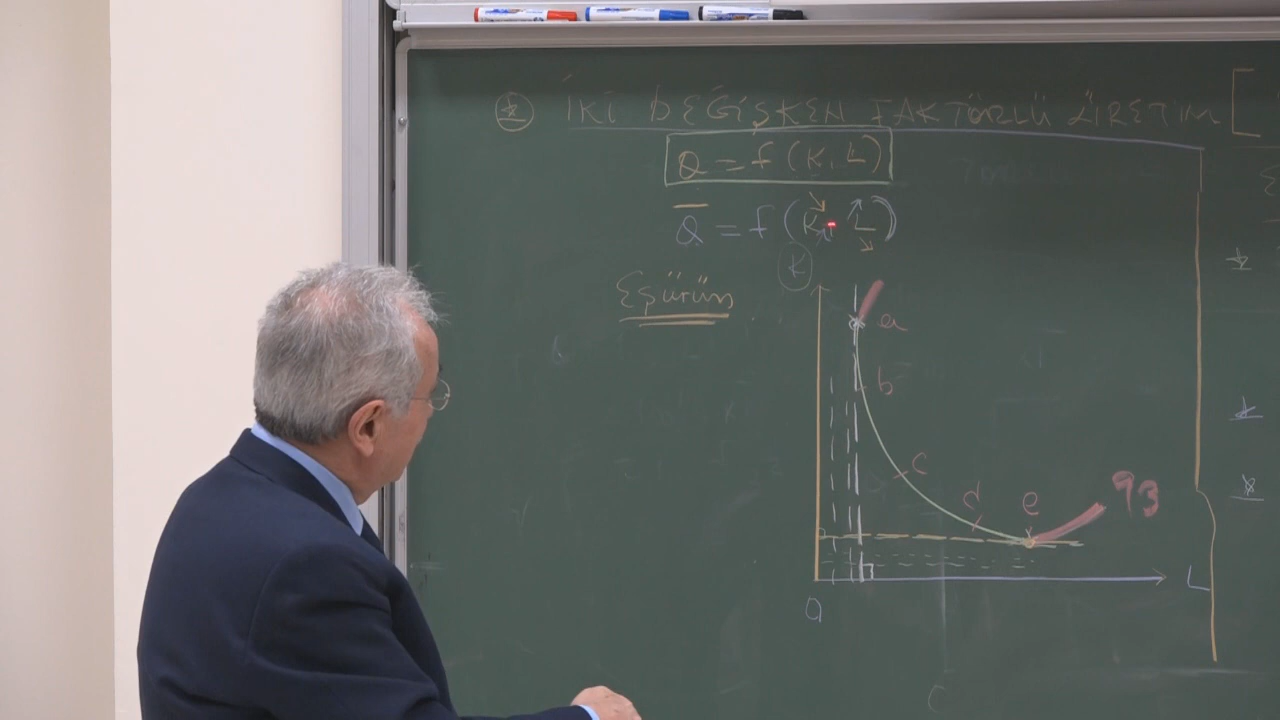 * İKİ DEĞİŞKEN FAKTÖRLÜ ÜRETİM
Q = f (K, L)
Q = f (K, L)
K
Eşürün
a
b
c
d
e
q3
L
0